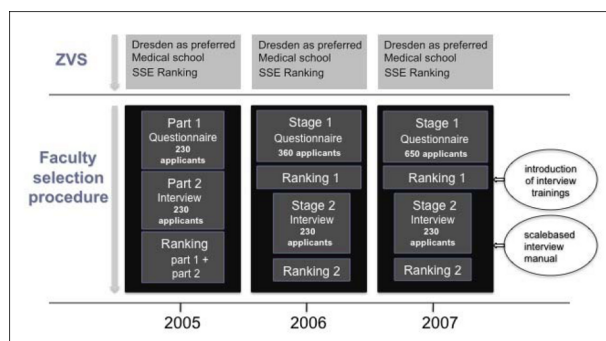 ZVS
Dresden as preferred
Medical school
SSE Ranking
Dresden as preferred
Medical school
SSE Ranking
Dresden as preferred
Medical school
SSE Ranking
Faculty
selection
procedure
Part 1
Questionnaire
230
applicants
Part 2
Interview
230
applicants
Ranking
part 1 +
part 2
Stage 1
Questionnaire
360 applicants
Ranking 1
Stage 2
Interview
230
applicants
Ranking 2
Stage 1
Questionnaire
650 applicants
Ranking 1
Stage 2
Interview
230
applicants
Ranking 2
introduction
of interview
trainings
scalebased
interview
manual
2005
2006
2007